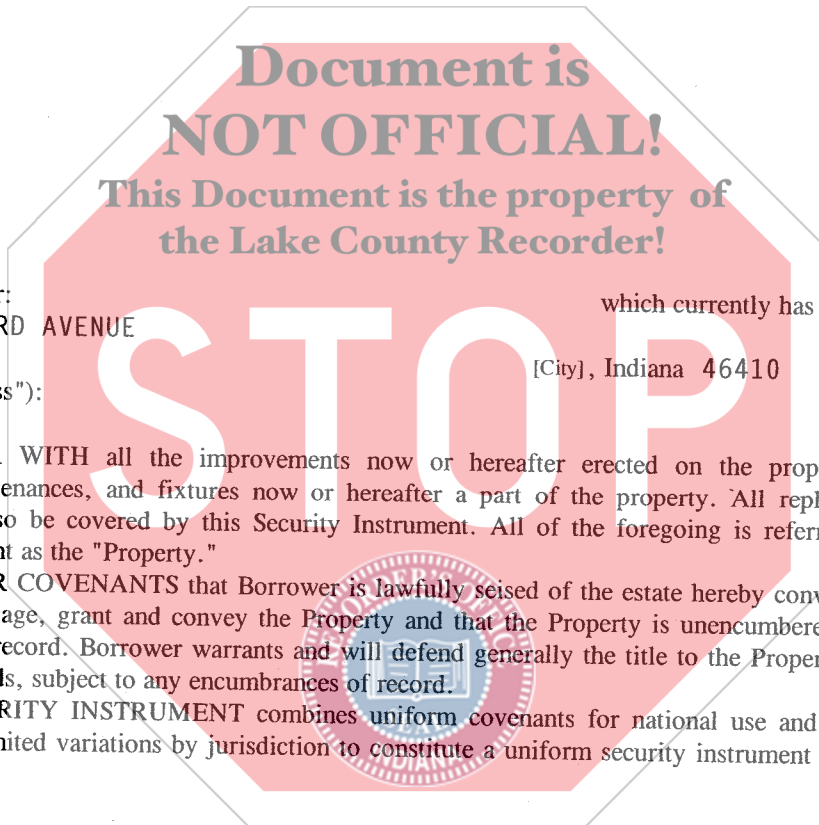 Document is
NOT OFFICIAL!
This Document is the property of
the Lake County Recorder!
r:
which currently has
RD AVENUE
[City], Indiana 46410
ss"):
STOP
. WITH all the improvements now or hereafter erected on the prop
enances, and fixtures now or hereafter a part of the property. All repl
so be covered by this Security Instrument. All of the foregoing is referr
nt as the "Property."
R COVENANTS that Borrower is lawfully seised of the estate hereby conv
age, grant and convey the Property and that the Property is unencumbere
record. Borrower warrants and will defend generally the title to the Proper
ds, subject to any encumbrances of record.
RITY INSTRUMENT combines uniform covenants for national use and
mited variations by jurisdiction to constitute a uniform security instrument
RECORDER'S OFFICE
INDIANA